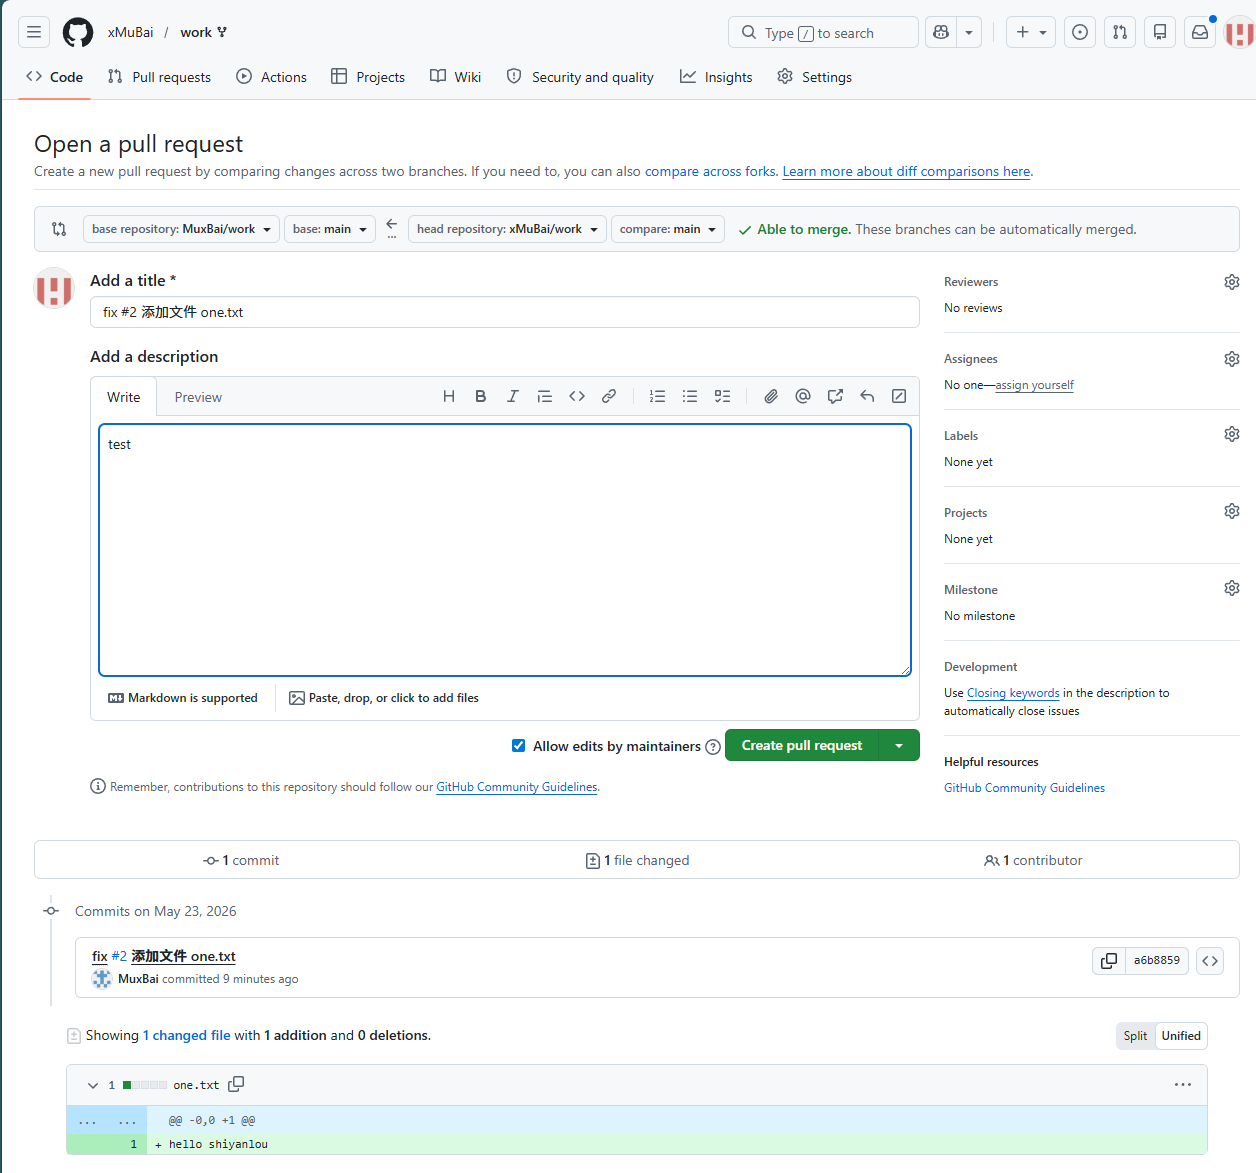 xMuBai / work
Type / to search
Code
Pull requests
Actions
Projects
Wiki
Security and quality
Insights
Settings
Open a pull request
Create a new pull request by comparing changes across two branches. If you need to, you can also compare across forks. Learn more about diff comparisons here.
base repository: MuxBai/work
base: main
head repository: xMuBai/work
compare: main
Able to merge. These branches can be automatically merged.
Add a title *
fix #2 添加文件 one.txt
Add a description
Write
Preview
test
Markdown is supported
Paste, drop, or click to add files
Allow edits by maintainers
Create pull request
Remember, contributions to this repository should follow our GitHub Community Guidelines.
Reviewers
No reviews
Assignees
No one—assign yourself
Labels
None yet
Projects
None yet
Milestone
No milestone
Development
Use Closing keywords in the description to
automatically close issues
Helpful resources
GitHub Community Guidelines
1 commit
1 file changed
1 contributor
Commits on May 23, 2026
fix #2 添加文件 one.txt
MuxBai committed 9 minutes ago
a6b8859
Showing 1 changed file with 1 addition and 0 deletions.
Split
Unified
1 one.txt
... ... @@ -0,0 +1 @@
1 + hello shiyanlou